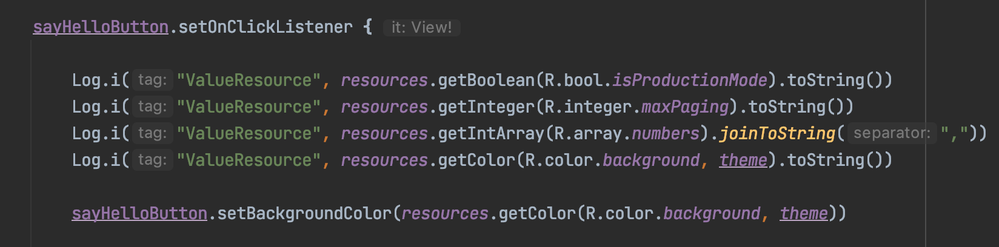 sayHelloButton.setOnClickListener { it: View!
Log.i( tag: "ValueResource", resources.getBoolean(R.bool.isProductionMode).toString())
Log.i( tag: "ValueResource", resources.getInteger(R.integer.maxPaging).toString())
Log.i( tag: "ValueResource", resources.getIntArray(R.array.numbers).joinToString( separator: ","))
Log.i( tag: "ValueResource", resources.getColor(R.color.background, theme).toString())
sayHelloButton.setBackgroundColor(resources.getColor(R.color.background, theme))